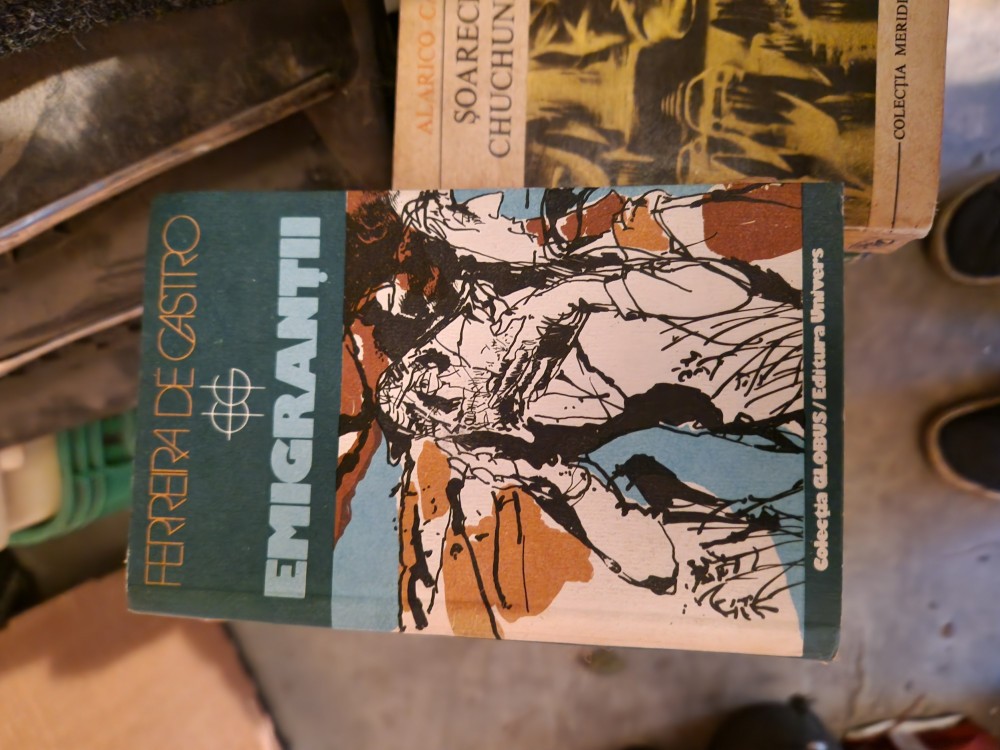 FERREIRA DE CASTRO
EMIGRANȚII
Colecția GLOBUS/Editura Univers
ALARICO
ȘOARECI
CHUCHUN
COLECȚIA MERIDI